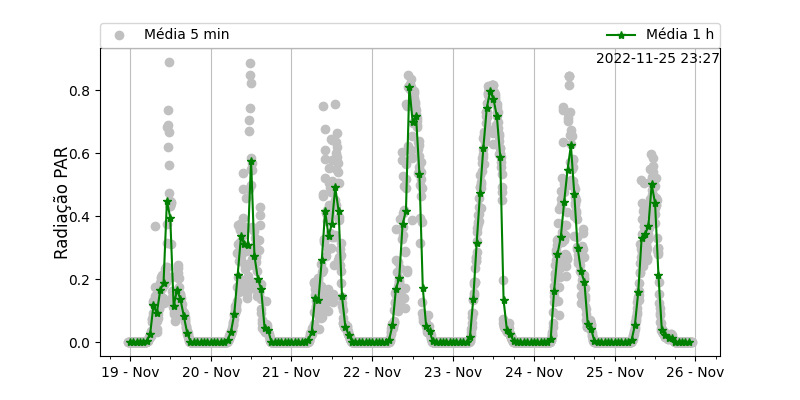 Média 5 min
Média 1 h
2022-11-25 23:27
Radiação PAR
0.8
0.6
0.4
0.2
0.0
19 - Nov
20 - Nov
21 - Nov
22 - Nov
23 - Nov
24 - Nov
25 - Nov
26 - Nov